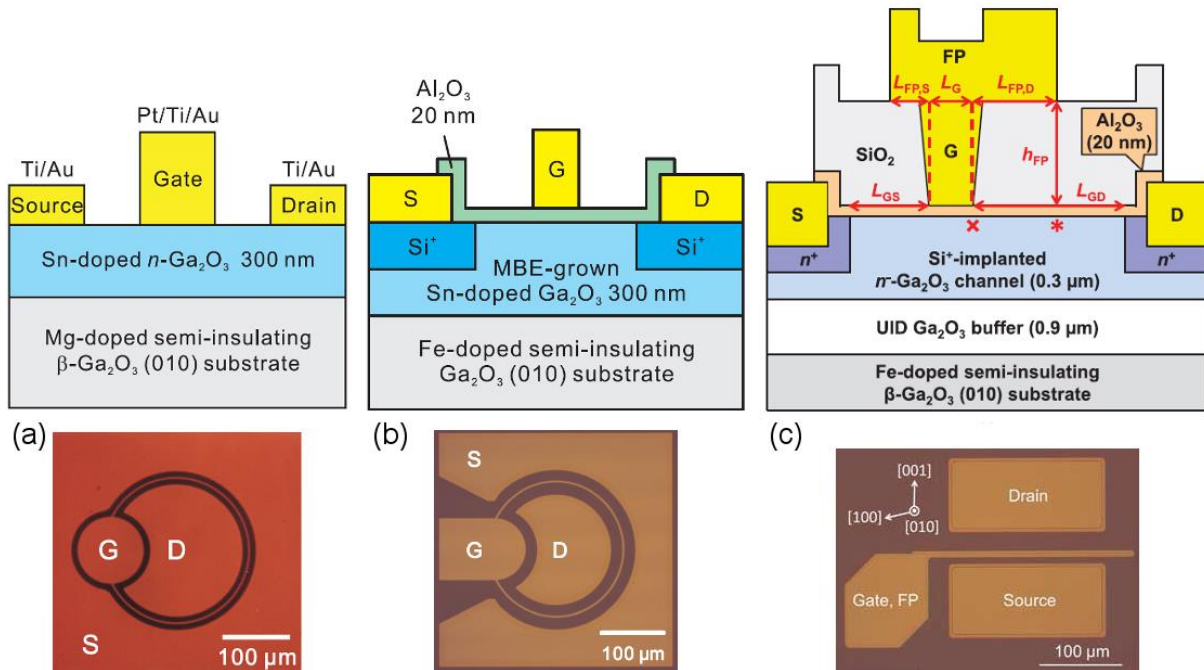 Pt/Ti/Au
Ti/Au
Ti/Au
Source
Gate
Drain
Sn-doped n-Ga₂O₃ 300 nm
Mg-doped semi-insulating
β-Ga₂O₃ (010) substrate
(a)
G
D
S
100 µm
Al₂O₃
20 nm
G
S
D
Si⁺
Si⁺
MBE-grown
Sn-doped Ga₂O₃ 300 nm
Fe-doped semi-insulating
Ga₂O₃ (010) substrate
(b)
S
G
D
100 µm
FP
L_FP,S
L_G
L_FP,D
Al₂O₃
(20 nm)
SiO₂
G
h_FP
L_GS
L_GD
S
D
×
*
n⁺
n⁺
Si⁺-implanted
n⁻-Ga₂O₃ channel (0.3 µm)
UID Ga₂O₃ buffer (0.9 µm)
Fe-doped semi-insulating
β-Ga₂O₃ (010) substrate
(c)
[001]
[100]
[010]
Drain
Gate, FP
Source
100 µm